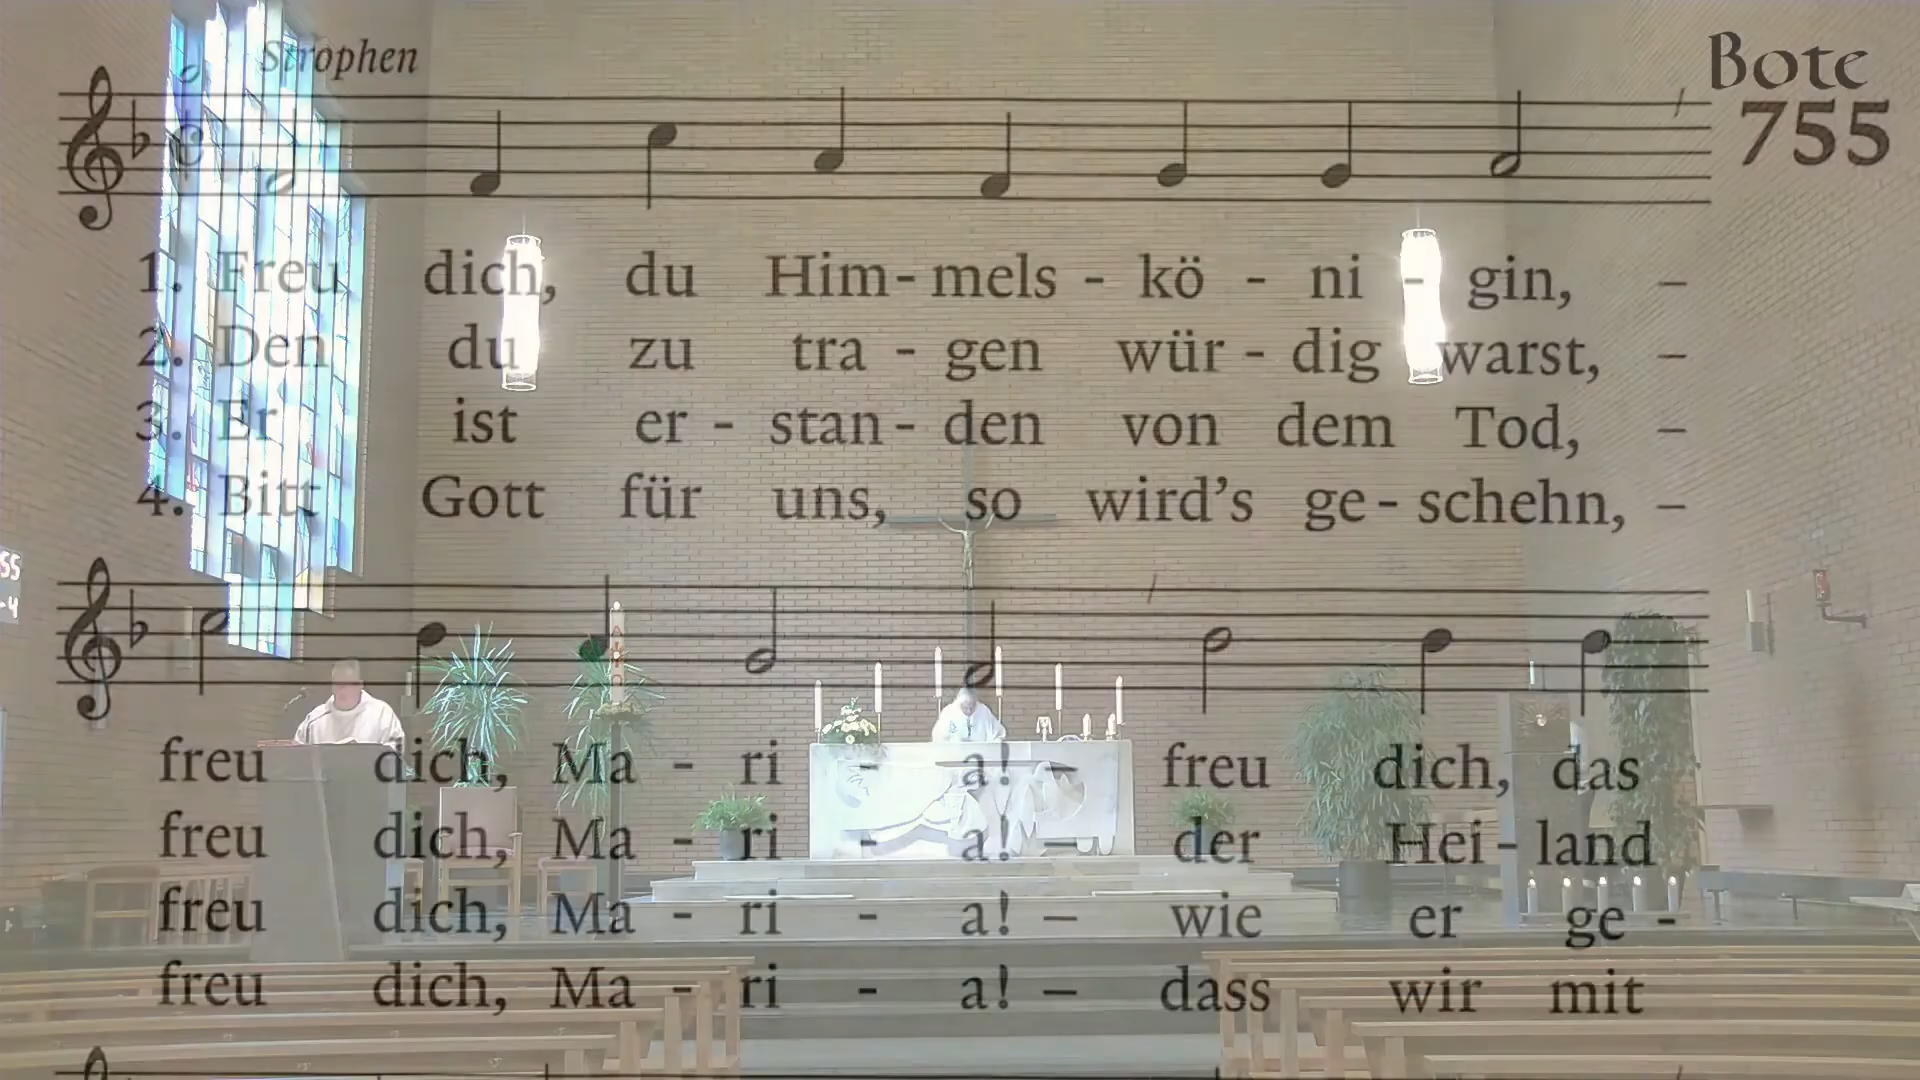 Strophen
Bote
755
1. Freu dich, du Him - mels - kö - ni - gin, –
2. Den du zu tra - gen wür - dig warst, –
3. Er ist er - stan - den von dem Tod, –
4. Bitt Gott für uns, so wird's ge - schehn, –
55
-4
freu dich, Ma - ri - a! – freu dich, das
freu dich, Ma - ri - a! – der Hei - land
freu dich, Ma - ri - a! – wie er ge -
freu dich, Ma - ri - a! – dass wir mit